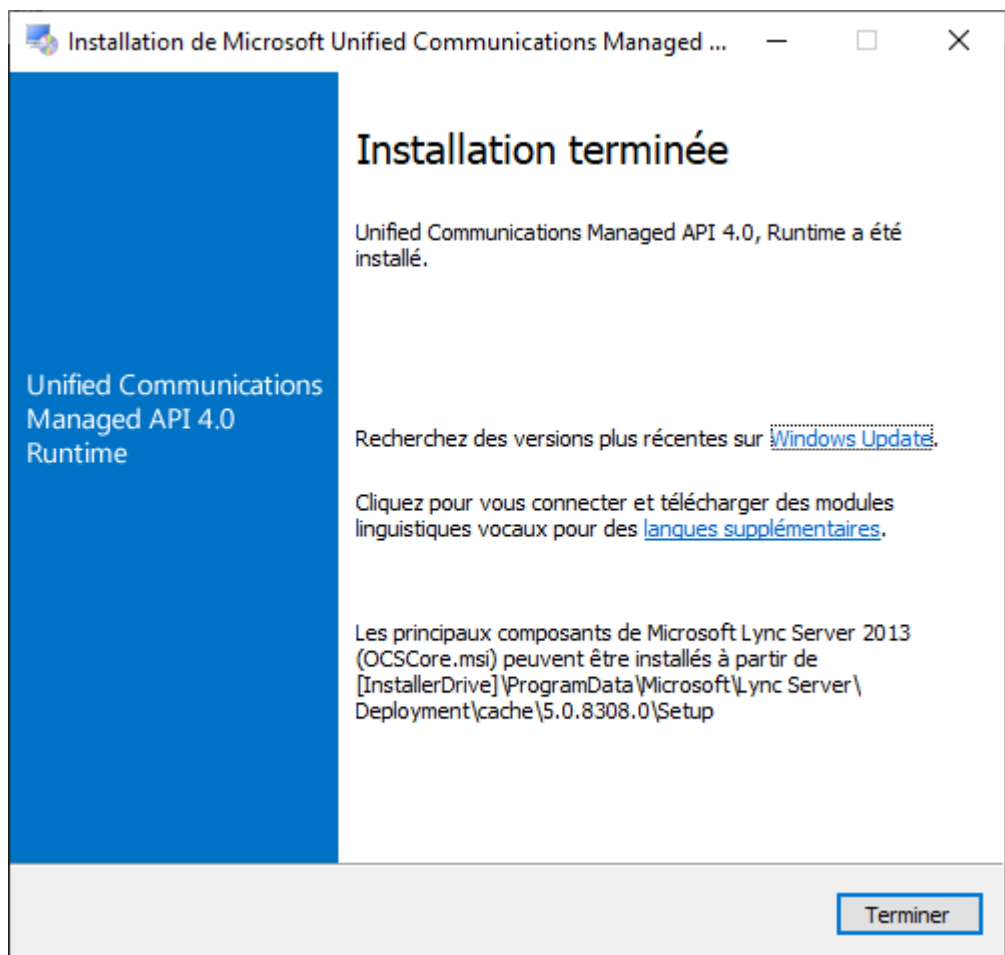 Installation de Microsoft Unified Communications Managed ...
Installation terminée
Unified Communications Managed API 4.0, Runtime a été
installé.
Unified Communications
Managed API 4.0
Runtime
Recherchez des versions plus récentes sur Windows Update.
Cliquez pour vous connecter et télécharger des modules
linguistiques vocaux pour des langues supplémentaires.
Les principaux composants de Microsoft Lync Server 2013
(OCSCore.msi) peuvent être installés à partir de
[InstallerDrive]\ProgramData\Microsoft\Lync Server\
Deployment\cache\5.0.8308.0\Setup
Terminer